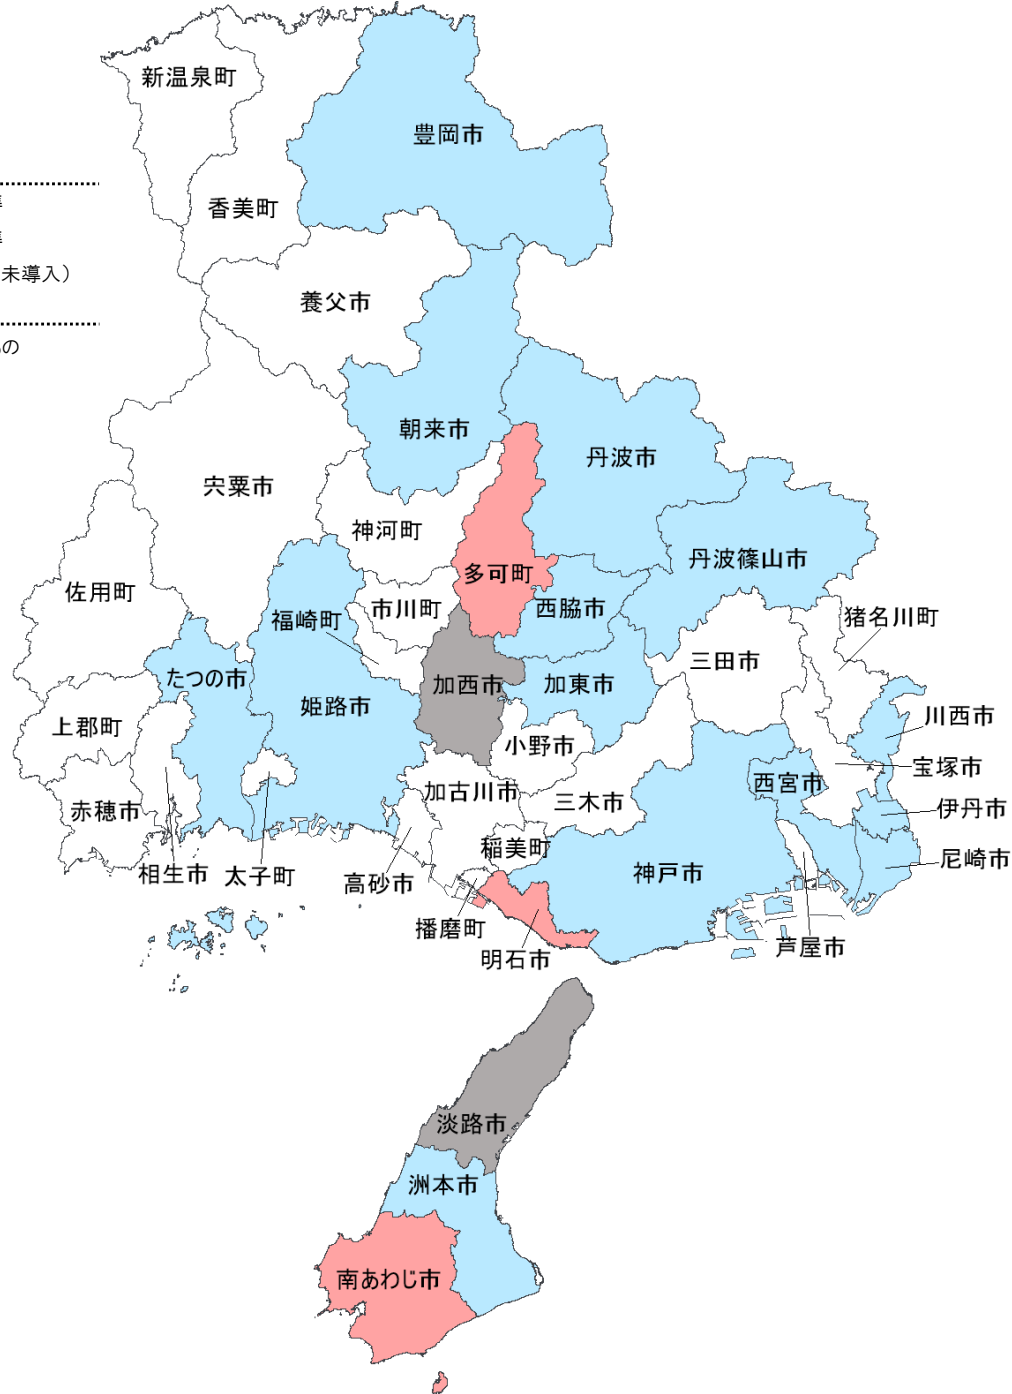 新温泉町
豊岡市
香美町
未導入）
養父市
の
朝来市
丹波市
宍粟市
神河町
丹波篠山市
多可町
佐用町
市川町
西脇市
福崎町
猪名川町
三田市
たつの市
加西市
加東市
姫路市
川西市
上郡町
小野市
宝塚市
西宮市
加古川市
三木市
伊丹市
赤穂市
稲美町
尼崎市
相生市
太子町
高砂市
神戸市
播磨町
芦屋市
明石市
淡路市
洲本市
南あわじ市